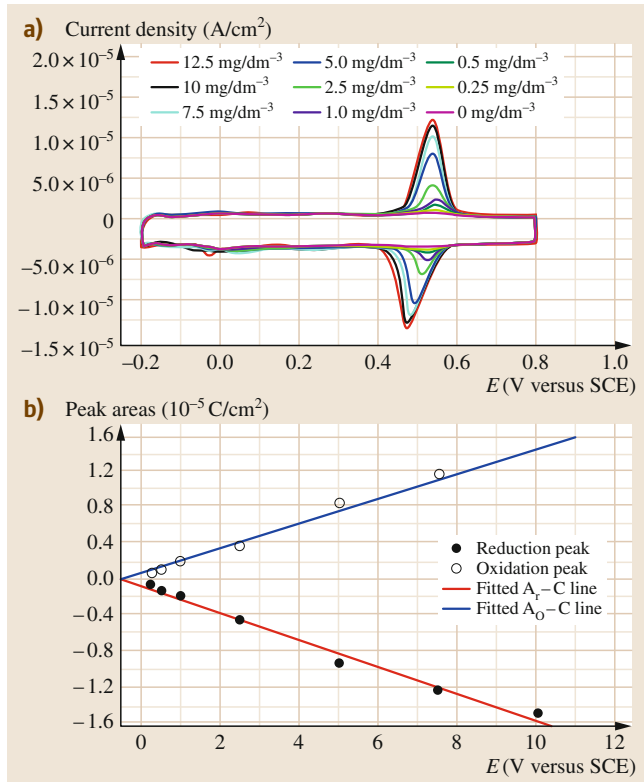 a) Current density (A/cm²)
2.0 × 10⁻⁵
1.5 × 10⁻⁵
1.0 × 10⁻⁵
5.0 × 10⁻⁶
0
−5.0 × 10⁻⁶
−1.0 × 10⁻⁵
−1.5 × 10⁻⁵
12.5 mg/dm⁻³ 5.0 mg/dm⁻³ 0.5 mg/dm⁻³
10 mg/dm⁻³ 2.5 mg/dm⁻³ 0.25 mg/dm⁻³
7.5 mg/dm⁻³ 1.0 mg/dm⁻³ 0 mg/dm⁻³
−0.2 0.0 0.2 0.4 0.6 0.8 1.0
E (V versus SCE)
b) Peak areas (10⁻⁵ C/cm²)
1.6
1.2
0.8
0.4
0.0
−0.4
−0.8
−1.2
−1.6
Reduction peak
Oxidation peak
Fitted Aᵣ–C line
Fitted A_O–C line
0 2 4 6 8 10 12
E (V versus SCE)